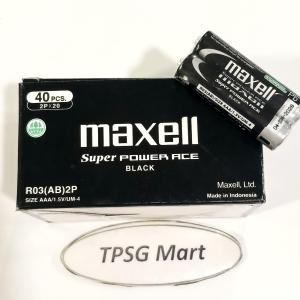 40 PCS.
2P×20
maxell
Super POWER ACE
BLACK
R03(AB)2P
SIZE AAA/1.5V/UM-4
Maxell, Ltd.
Made in Indonesia
maxell
Super POWER ACE
BLACK
TPSG Mart